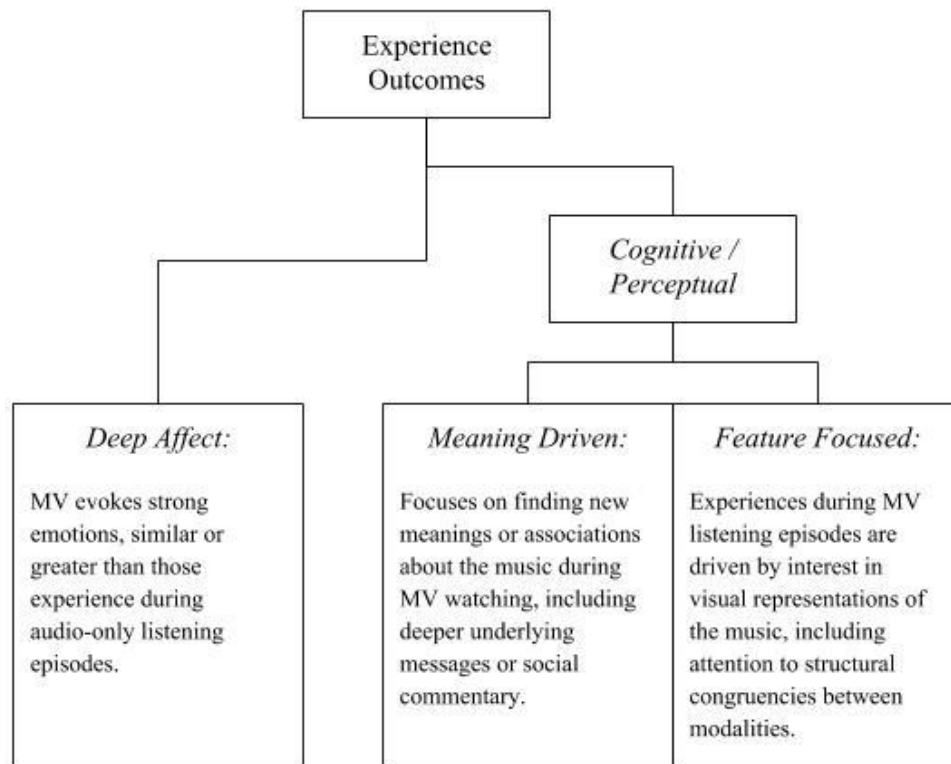 Experience
Outcomes
Cognitive /
Perceptual
Deep Affect:
MV evokes strong
emotions, similar or
greater than those
experience during
audio-only listening
episodes.
Meaning Driven:
Focuses on finding new
meanings or associations
about the music during
MV watching, including
deeper underlying
messages or social
commentary.
Feature Focused:
Experiences during MV
listening episodes are
driven by interest in
visual representations of
the music, including
attention to structural
congruencies between
modalities.